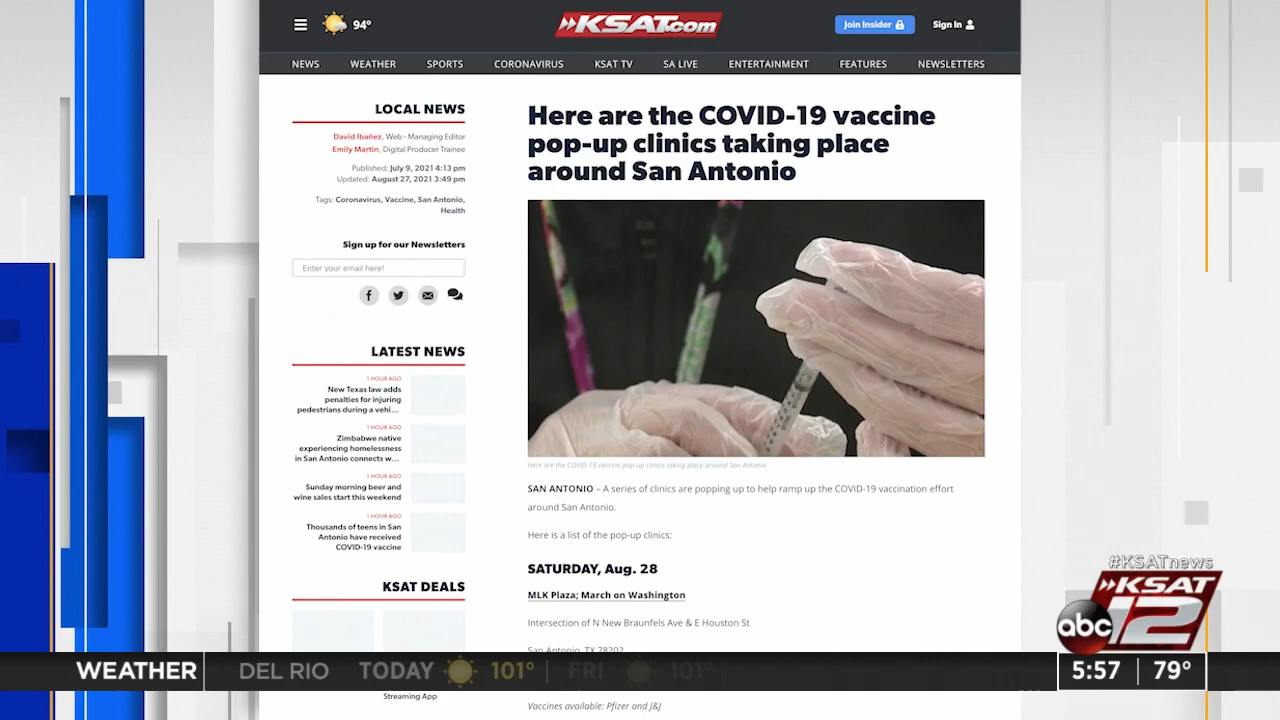 94°
KSAT.com
Join Insider
Sign In
NEWS WEATHER SPORTS CORONAVIRUS KSAT TV SA LIVE ENTERTAINMENT FEATURES NEWSLETTERS
LOCAL NEWS
David Ibañez, Web - Managing Editor
Emily Martin, Digital Producer Trainee
Published: July 9, 2021 4:13 pm
Updated: August 27, 2021 3:49 pm
Tags: Coronavirus, Vaccine, San Antonio,
Health
Sign up for our Newsletters
Enter your email here!
LATEST NEWS
1 HOUR AGO
New Texas law adds
penalties for injuring
pedestrians during a vehi...
1 HOUR AGO
Zimbabwe native
experiencing homelessness
in San Antonio connects w...
1 HOUR AGO
Sunday morning beer and
wine sales start this weekend
1 HOUR AGO
Thousands of teens in San
Antonio have received
COVID-19 vaccine
KSAT DEALS
Streaming App
Here are the COVID-19 vaccine
pop-up clinics taking place
around San Antonio
Here are the COVID-19 vaccine pop-up clinics taking place around San Antonio
SAN ANTONIO – A series of clinics are popping up to help ramp up the COVID-19 vaccination effort
around San Antonio.
Here is a list of the pop-up clinics:
SATURDAY, Aug. 28
MLK Plaza; March on Washington
Intersection of N New Braunfels Ave & E Houston St
San Antonio, TX 78202
Vaccines available: Pfizer and J&J
#KSATnews
KSAT
abc 12
WEATHER DEL RIO TODAY 101° FRI 101°
5:57 79°